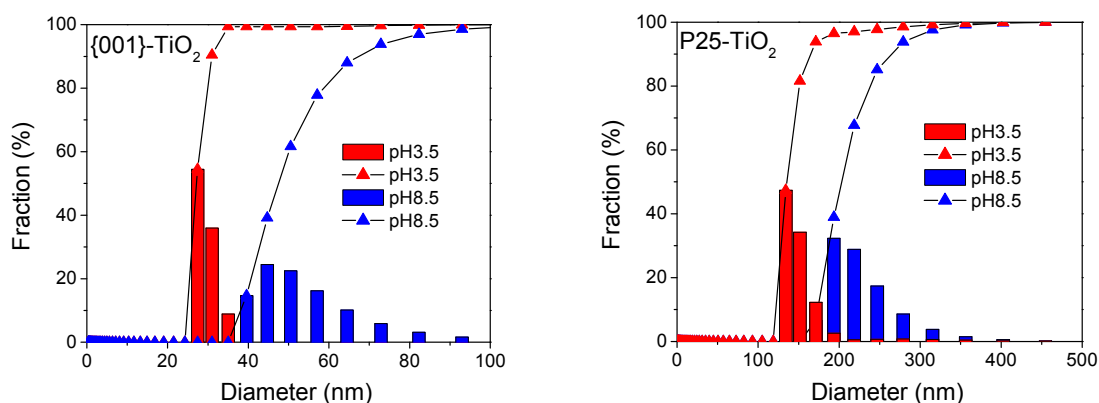 {001}-TiO2
100
80
60
40
20
0
Fraction (%)
pH3.5
pH3.5
pH8.5
pH8.5
0 20 40 60 80 100
Diameter (nm)
P25-TiO2
100
80
60
40
20
0
Fraction (%)
pH3.5
pH3.5
pH8.5
pH8.5
0 100 200 300 400 500
Diameter (nm)